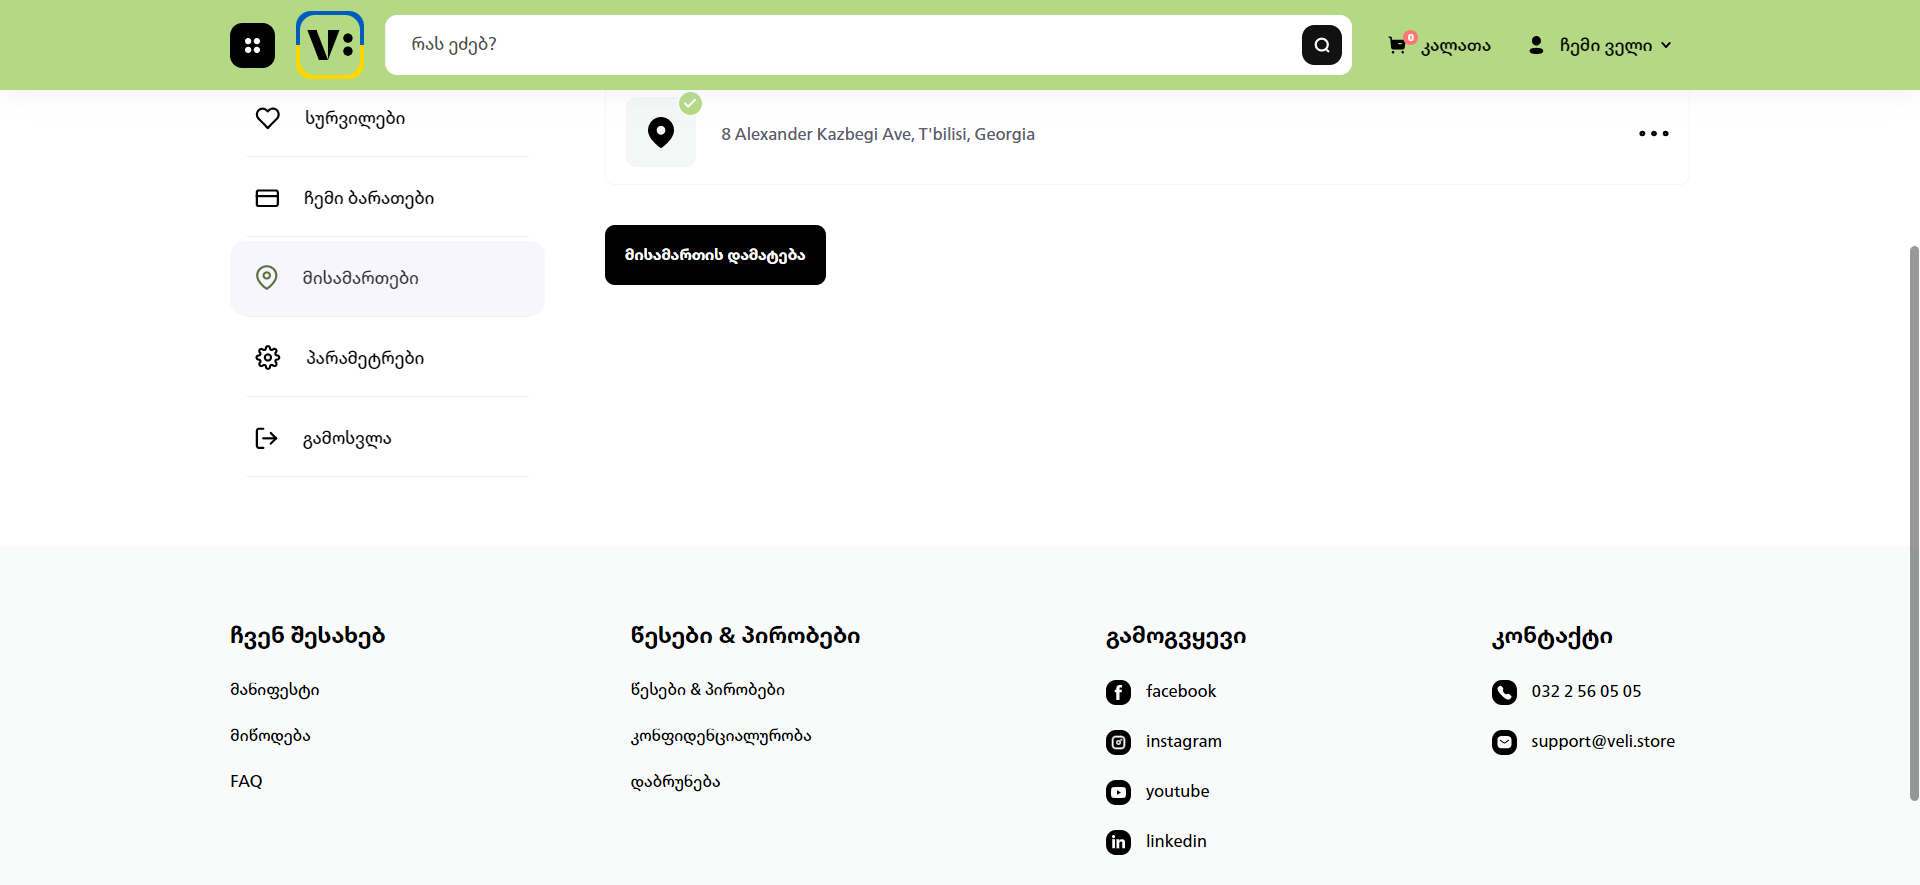 V:
რას ეძებ?
0
კალათა
ჩემი ველი
სურვილები
ჩემი ბარათები
მისამართები
პარამეტრები
გამოსვლა
8 Alexander Kazbegi Ave, T'bilisi, Georgia
მისამართის დამატება
ჩვენ შესახებ
მანიფესტი
მიწოდება
FAQ
წესები & პირობები
წესები & პირობები
კონფიდენციალურობა
დაბრუნება
გამოგვყევი
facebook
instagram
youtube
linkedin
კონტაქტი
032 2 56 05 05
support@veli.store